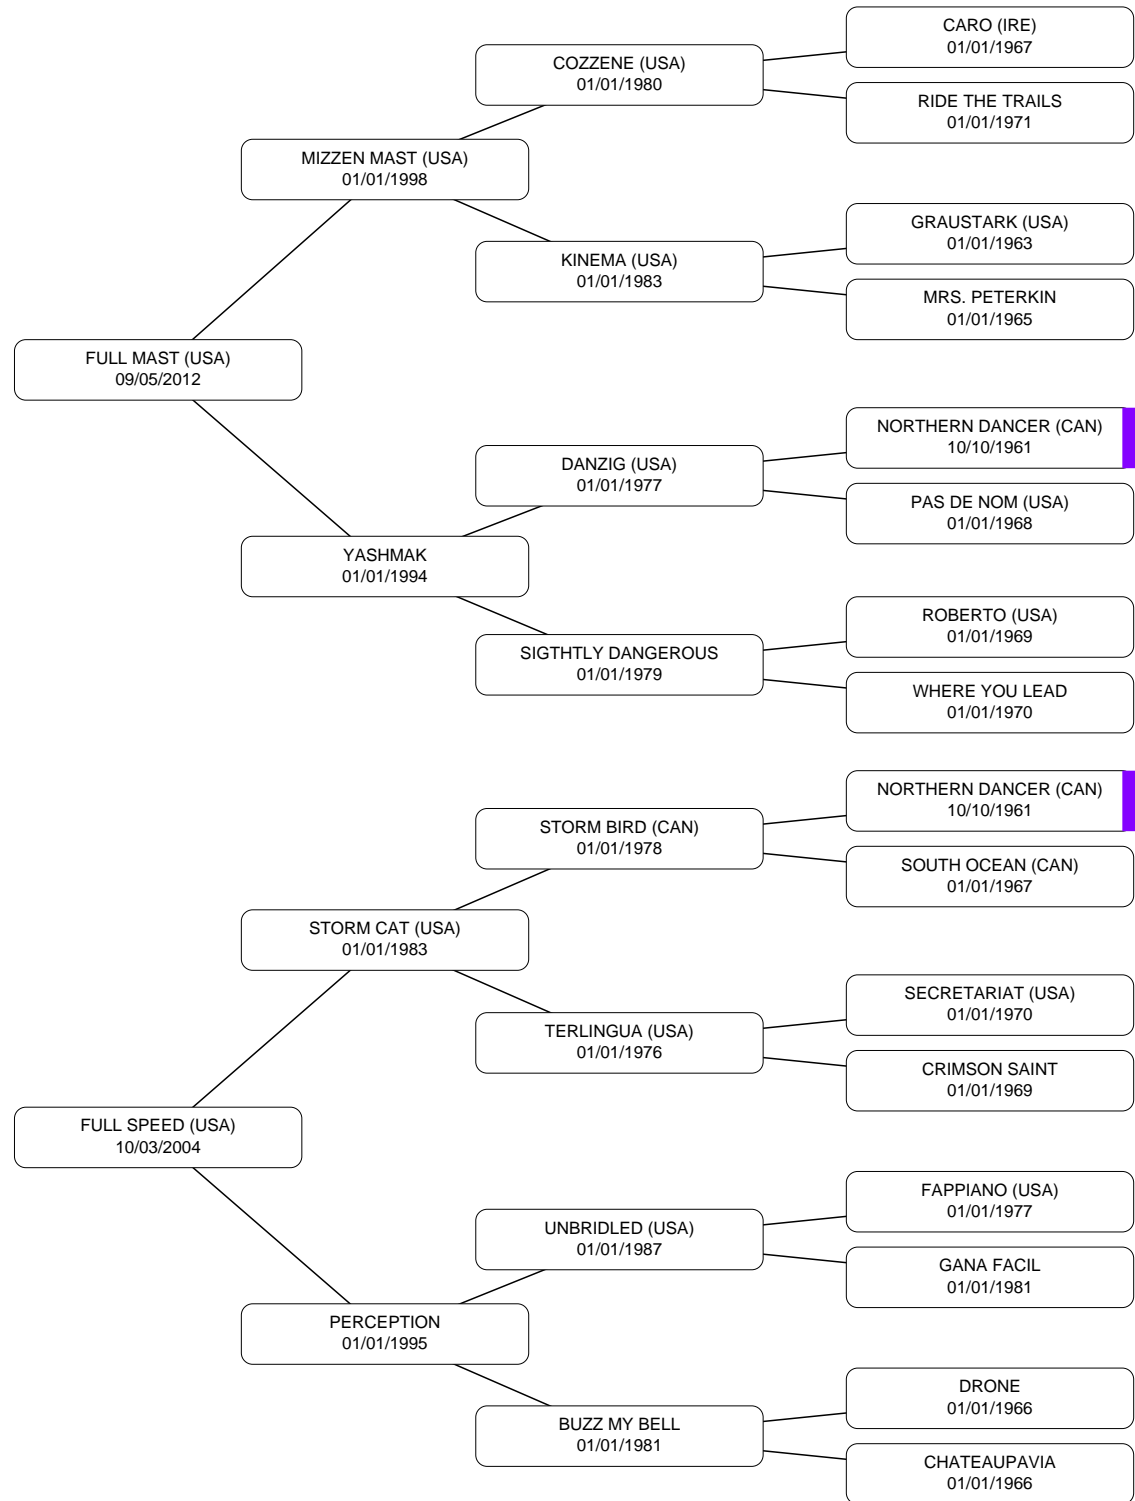 CARO (IRE)
01/01/1967
COZZENE (USA)
01/01/1980
RIDE THE TRAILS
01/01/1971
MIZZEN MAST (USA)
01/01/1998
GRAUSTARK (USA)
01/01/1963
KINEMA (USA)
01/01/1983
MRS. PETERKIN
01/01/1965
FULL MAST (USA)
09/05/2012
NORTHERN DANCER (CAN)
10/10/1961
DANZIG (USA)
01/01/1977
PAS DE NOM (USA)
01/01/1968
YASHMAK
01/01/1994
ROBERTO (USA)
01/01/1969
SIGTHTLY DANGEROUS
01/01/1979
WHERE YOU LEAD
01/01/1970
NORTHERN DANCER (CAN)
10/10/1961
STORM BIRD (CAN)
01/01/1978
SOUTH OCEAN (CAN)
01/01/1967
STORM CAT (USA)
01/01/1983
SECRETARIAT (USA)
01/01/1970
TERLINGUA (USA)
01/01/1976
CRIMSON SAINT
01/01/1969
FULL SPEED (USA)
10/03/2004
FAPPIANO (USA)
01/01/1977
UNBRIDLED (USA)
01/01/1987
GANA FACIL
01/01/1981
PERCEPTION
01/01/1995
DRONE
01/01/1966
BUZZ MY BELL
01/01/1981
CHATEAUPAVIA
01/01/1966